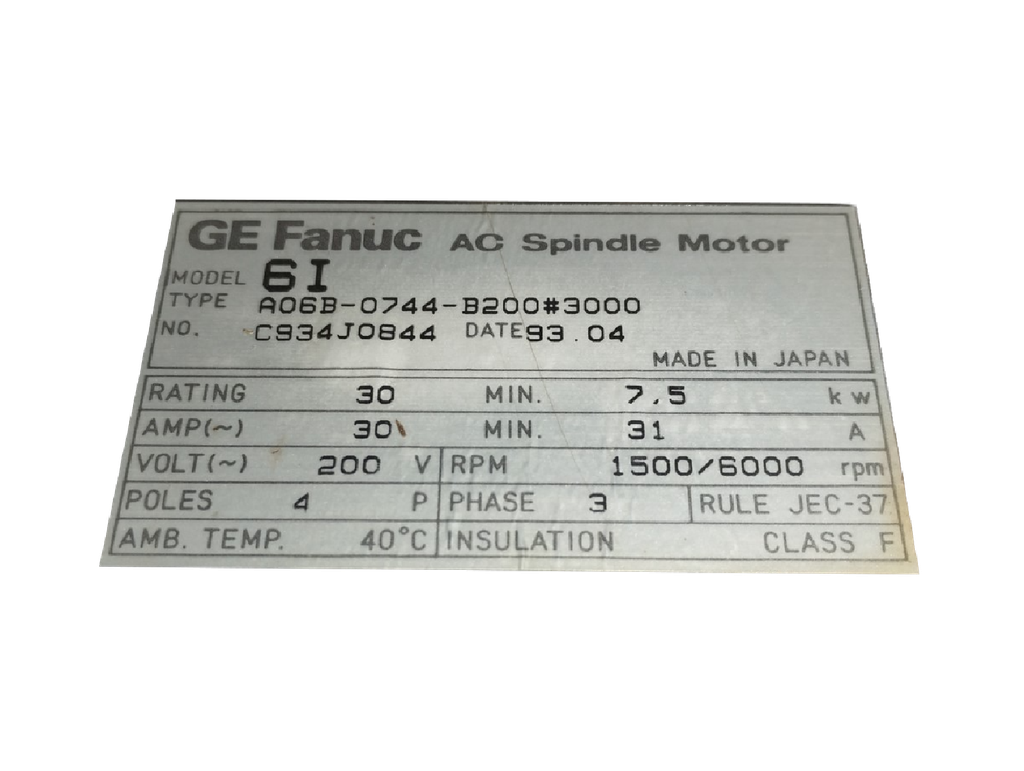 GE Fanuc AC Spindle Motor
MODEL 6I
TYPE A06B-0744-B200#3000
NO. C934J0844 DATE 93.04
MADE IN JAPAN
RATING 30 MIN. 7.5 kw
AMP(~) 30 MIN. 31 A
VOLT(~) 200 V RPM 1500/6000 rpm
POLES 4 P PHASE 3 RULE JEC-37
AMB. TEMP. 40°C INSULATION CLASS F